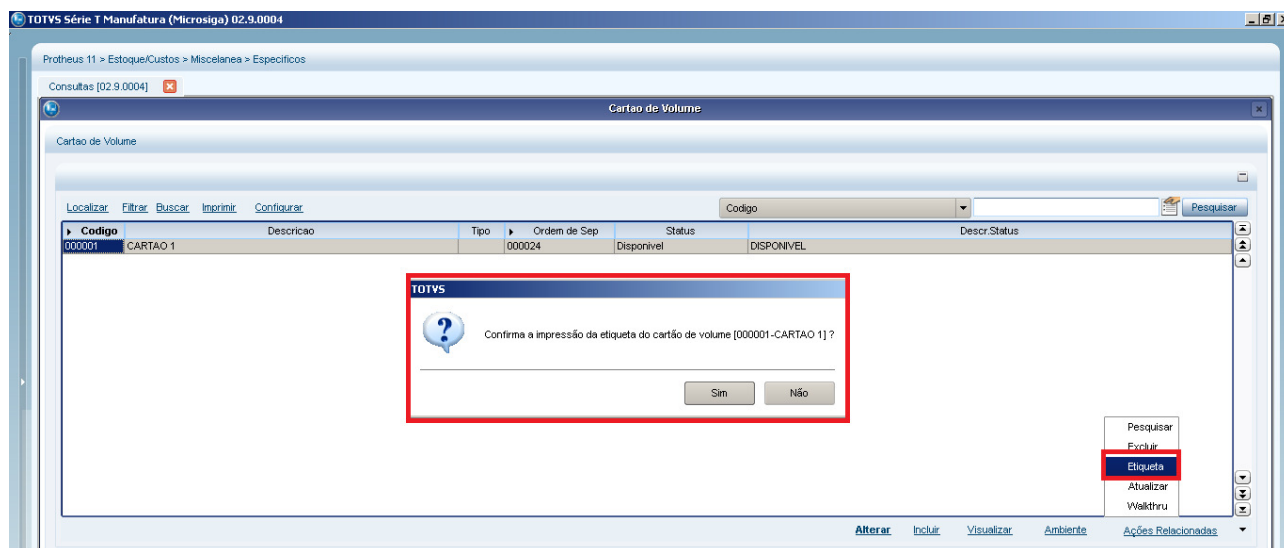 TOTVS Série T Manufatura (Microsiga) 02.9.0004
Protheus 11 > Estoque/Custos > Miscelanea > Especificos
Consultas [02.9.0004]
Cartao de Volume
Cartao de Volume
Localizar Filtrar Buscar Imprimir Configurar Codigo Pesquisar
Codigo Descricao Tipo Ordem de Sep Status Descr.Status
000001 CARTAO 1 000024 Disponivel DISPONIVEL
TOTVS
Confirma a impressão da etiqueta do cartão de volume [000001-CARTAO 1] ?
Sim Não
Pesquisar
Excluir
Etiqueta
Atualizar
Walkthru
Alterar Incluir Visualizar Ambiente Ações Relacionadas